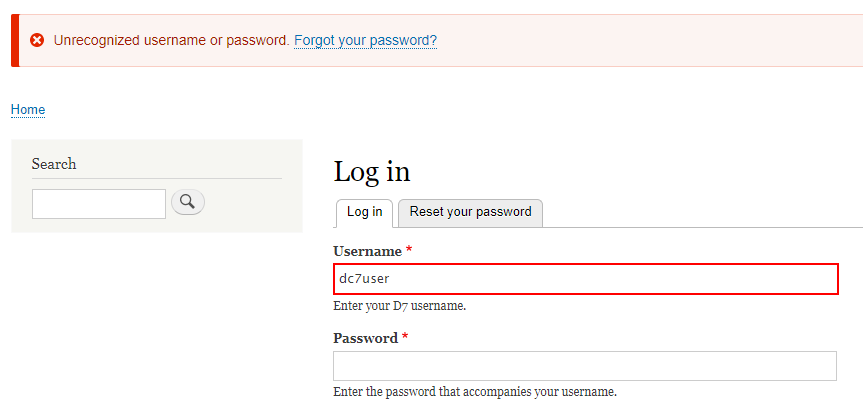 Unrecognized username or password. Forgot your password?
Home
Search
Log in
Log in
Reset your password
Username *
dc7user
Enter your D7 username.
Password *
Enter the password that accompanies your username.